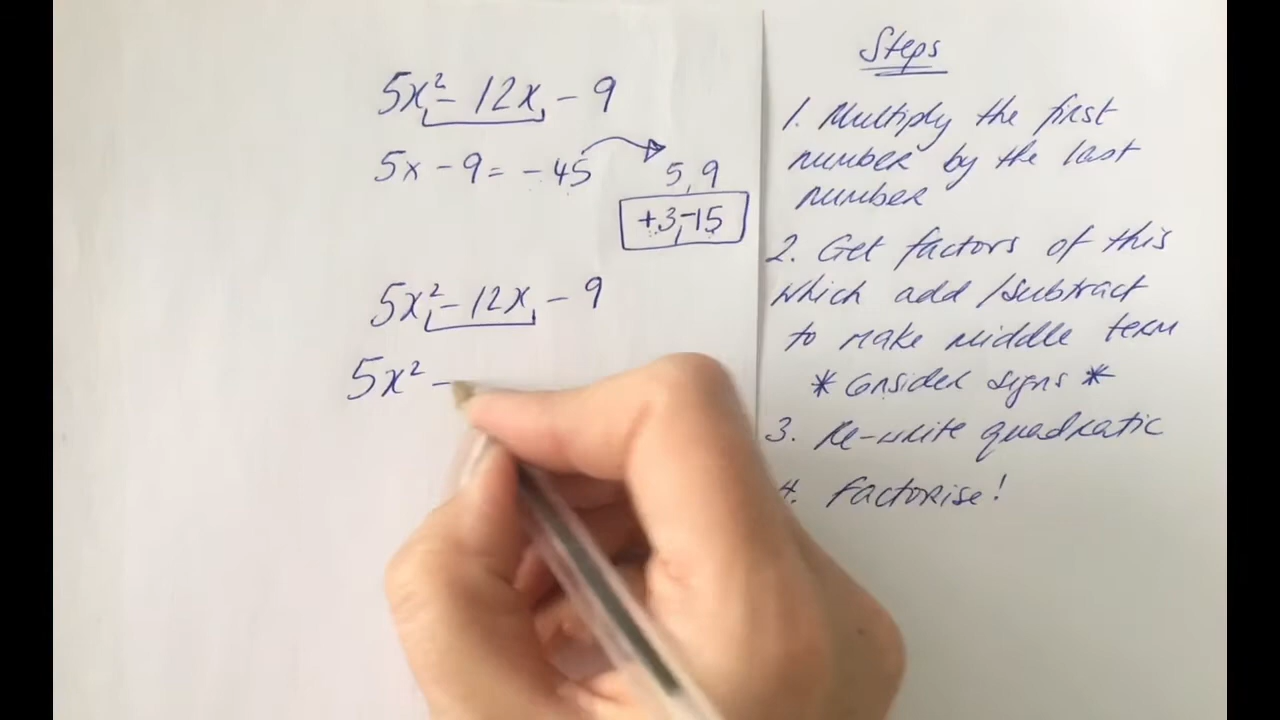 5x² - 12x - 9
5x - 9 = - 45
5, 9
+3, -15
5x² - 12x - 9
5x² -
Steps
1. Multiply the first
number by the last
number
2. Get factors of this
which add / subtract
to make middle term
* Consider signs *
3. Re-write quadratic
4. Factorise!